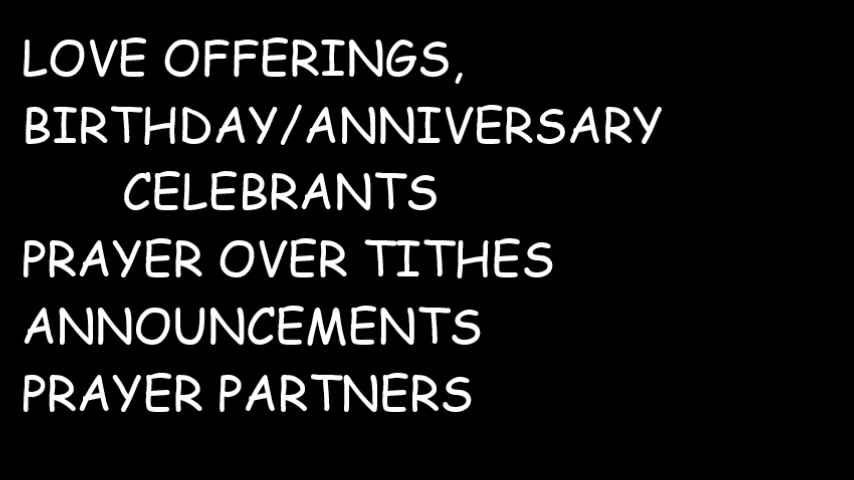 LOVE OFFERINGS,
BIRTHDAY/ANNIVERSARY
CELEBRANTS
PRAYER OVER TITHES
ANNOUNCEMENTS
PRAYER PARTNERS